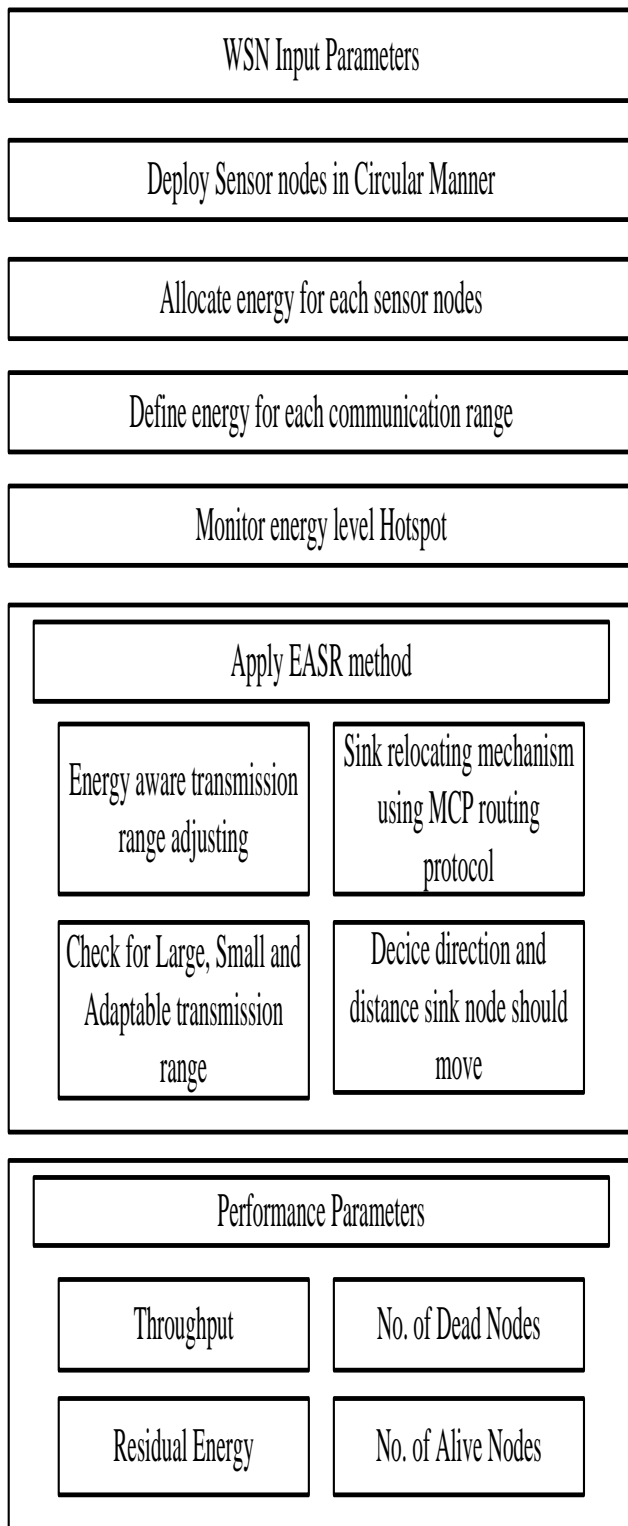 WSN Input Parameters
Deploy Sensor nodes in Circular Manner
Allocate energy for each sensor nodes
Define energy for each communication range
Monitor energy level Hotspot
Apply EASR method
Energy aware transmission
range adjusting
Sink relocating mechanism
using MCP routing
protocol
Check for Large, Small and
Adaptable transmission
range
Decice direction and
distance sink node should
move
Performance Parameters
Throughput
No. of Dead Nodes
Residual Energy
No. of Alive Nodes